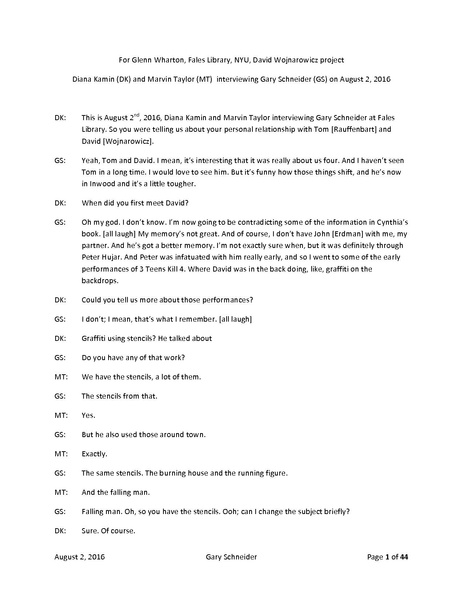 For Glenn Wharton, Fales Library, NYU, David Wojnarowicz project
Diana Kamin (DK) and Marvin Taylor (MT)  interviewing Gary Schneider (GS) on August 2, 2016
DK: This is August 2nd, 2016, Diana Kamin and Marvin Taylor interviewing Gary Schneider at Fales
Library. So you were telling us about your personal relationship with Tom [Rauffenbart] and
David [Wojnarowicz].
GS: Yeah, Tom and David. I mean, it's interesting that it was really about us four. And I haven't seen
Tom in a long time. I would love to see him. But it's funny how those things shift, and he's now
in Inwood and it's a little tougher.
DK: When did you first meet David?
GS: Oh my god. I don't know. I'm now going to be contradicting some of the information in Cynthia's
book. [all laugh] My memory's not great. And of course, I don't have John [Erdman] with me, my
partner. And he's got a better memory. I'm not exactly sure when, but it was definitely through
Peter Hujar. And Peter was infatuated with him really early, and so I went to some of the early
performances of 3 Teens Kill 4. Where David was in the back doing, like, graffiti on the
backdrops.
DK: Could you tell us more about those performances?
GS: I don't; I mean, that's what I remember. [all laugh]
DK: Graffiti using stencils? He talked about
GS: Do you have any of that work?
MT: We have the stencils, a lot of them.
GS: The stencils from that.
MT: Yes.
GS: But he also used those around town.
MT: Exactly.
GS: The same stencils. The burning house and the running figure.
MT: And the falling man.
GS: Falling man. Oh, so you have the stencils. Ooh; can I change the subject briefly?
DK: Sure. Of course.
August 2, 2016 Gary Schneider Page 1 of 44